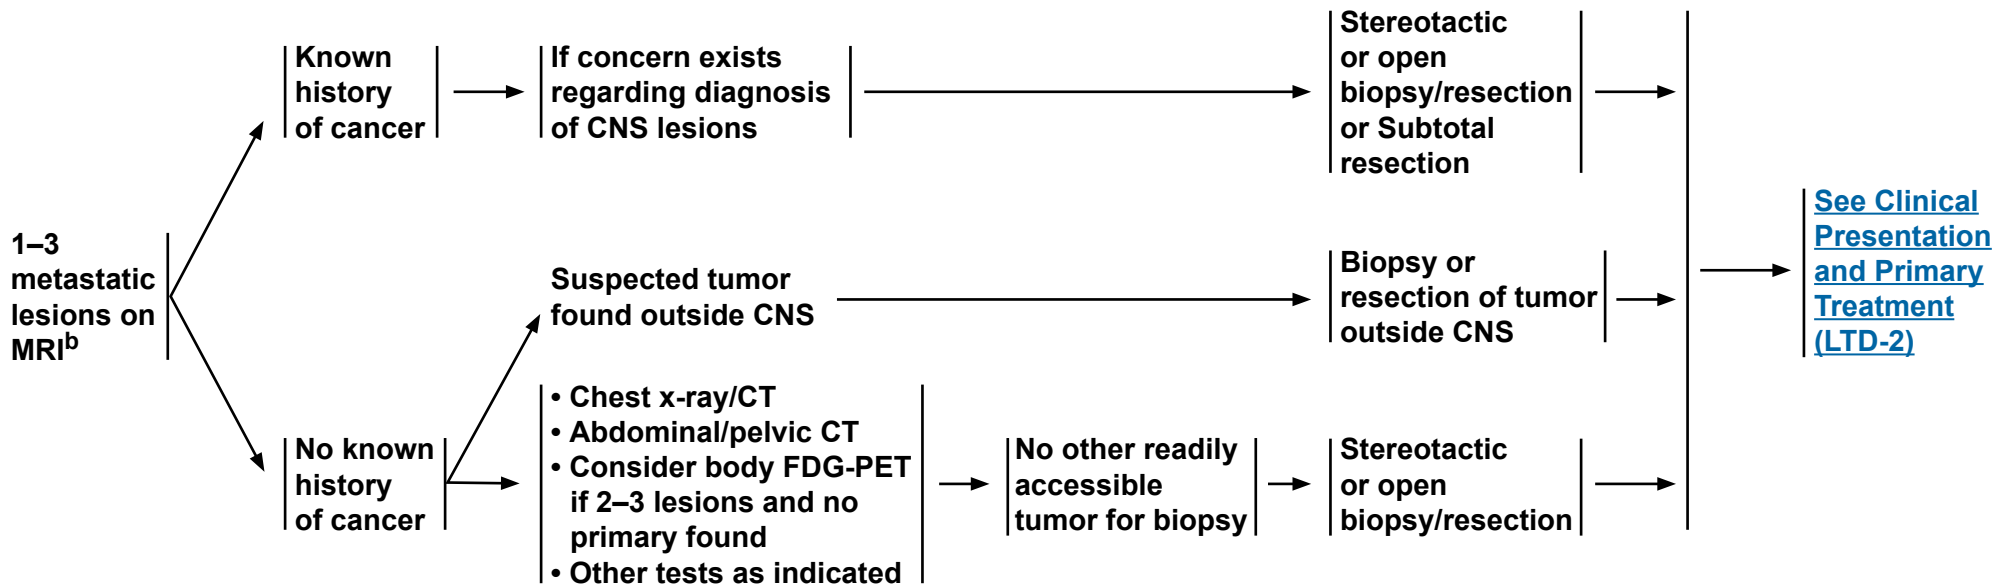 Known
history
of cancer
If concern exists
regarding diagnosis
of CNS lesions
Stereotactic
or open
biopsy/resection
or Subtotal
resection
1–3
metastatic
lesions on
MRIb
Suspected tumor
found outside CNS
Biopsy or
resection of tumor
outside CNS
See Clinical
Presentation
and Primary
Treatment
(LTD-2)
No known
history
of cancer
• Chest x-ray/CT
• Abdominal/pelvic CT
• Consider body FDG-PET
if 2–3 lesions and no
primary found
• Other tests as indicated
No other readily
accessible
tumor for biopsy
Stereotactic
or open
biopsy/resection